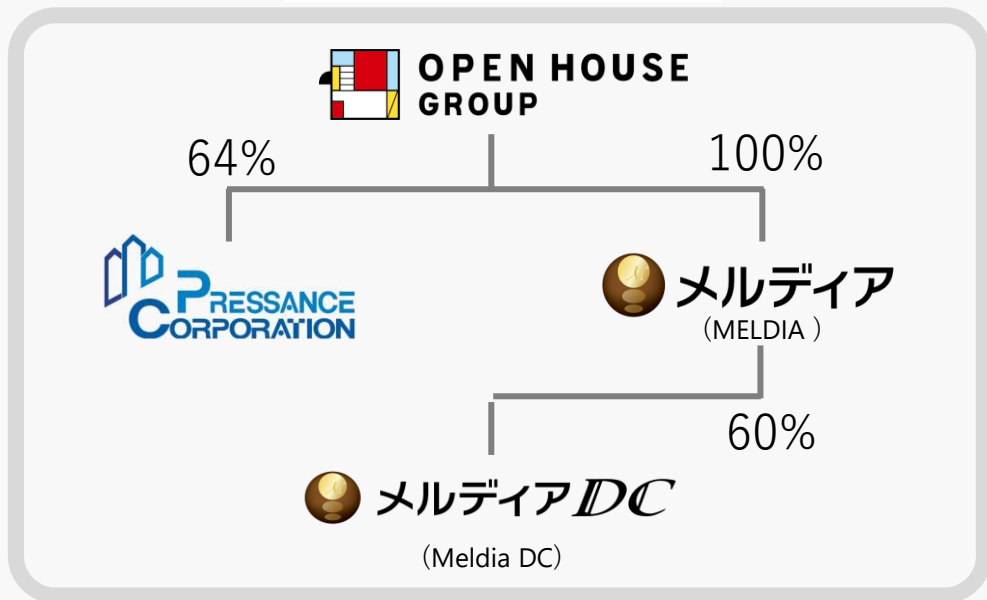 OPEN HOUSE
GROUP
64%
100%
PRESSANCE
CORPORATION
メルディア
(MELDIA )
60%
メルディアDC
(Meldia DC)